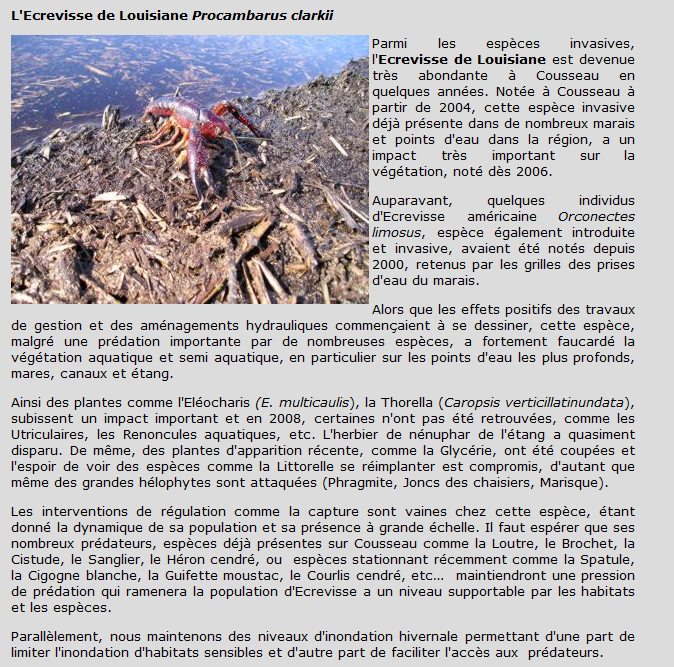 L'Ecrevisse de Louisiane Procambarus clarkii
Parmi les espèces invasives,
l'Ecrevisse de Louisiane est devenue
très abondante à Cousseau en
quelques années. Notée à Cousseau à
partir de 2004, cette espèce invasive
déjà présente dans de nombreux marais
et points d'eau dans la région, a un
impact très important sur la
végétation, noté dès 2006.
Auparavant, quelques individus
d'Ecrevisse américaine Orconectes
limosus, espèce également introduite
et invasive, avaient été notés depuis
2000, retenus par les grilles des prises
d'eau du marais.
Alors que les effets positifs des travaux
de gestion et des aménagements hydrauliques commençaient à se dessiner, cette espèce,
malgré une prédation importante par de nombreuses espèces, a fortement faucardé la
végétation aquatique et semi aquatique, en particulier sur les points d'eau les plus profonds,
mares, canaux et étang.
Ainsi des plantes comme l'Eléocharis (E. multicaulis), la Thorella (Caropsis verticillatinundata),
subissent un impact important et en 2008, certaines n'ont pas été retrouvées, comme les
Utriculaires, les Renoncules aquatiques, etc. L'herbier de nénuphar de l'étang a quasiment
disparu. De même, des plantes d'apparition récente, comme la Glycérie, ont été coupées et
l'espoir de voir des espèces comme la Littorelle se réimplanter est compromis, d'autant que
même des grandes hélophytes sont attaquées (Phragmite, Joncs des chaisiers, Marisque).
Les interventions de régulation comme la capture sont vaines chez cette espèce, étant
donné la dynamique de sa population et sa présence à grande échelle. Il faut espérer que ses
nombreux prédateurs, espèces déjà présentes sur Cousseau comme la Loutre, le Brochet, la
Cistude, le Sanglier, le Héron cendré, ou espèces stationnant récemment comme la Spatule,
la Cigogne blanche, la Guifette moustac, le Courlis cendré, etc... maintiendront une pression
de prédation qui ramenera la population d'Ecrevisse a un niveau supportable par les habitats
et les espèces.
Parallèlement, nous maintenons des niveaux d'inondation hivernale permettant d'une part de
limiter l'inondation d'habitats sensibles et d'autre part de faciliter l'accès aux prédateurs.